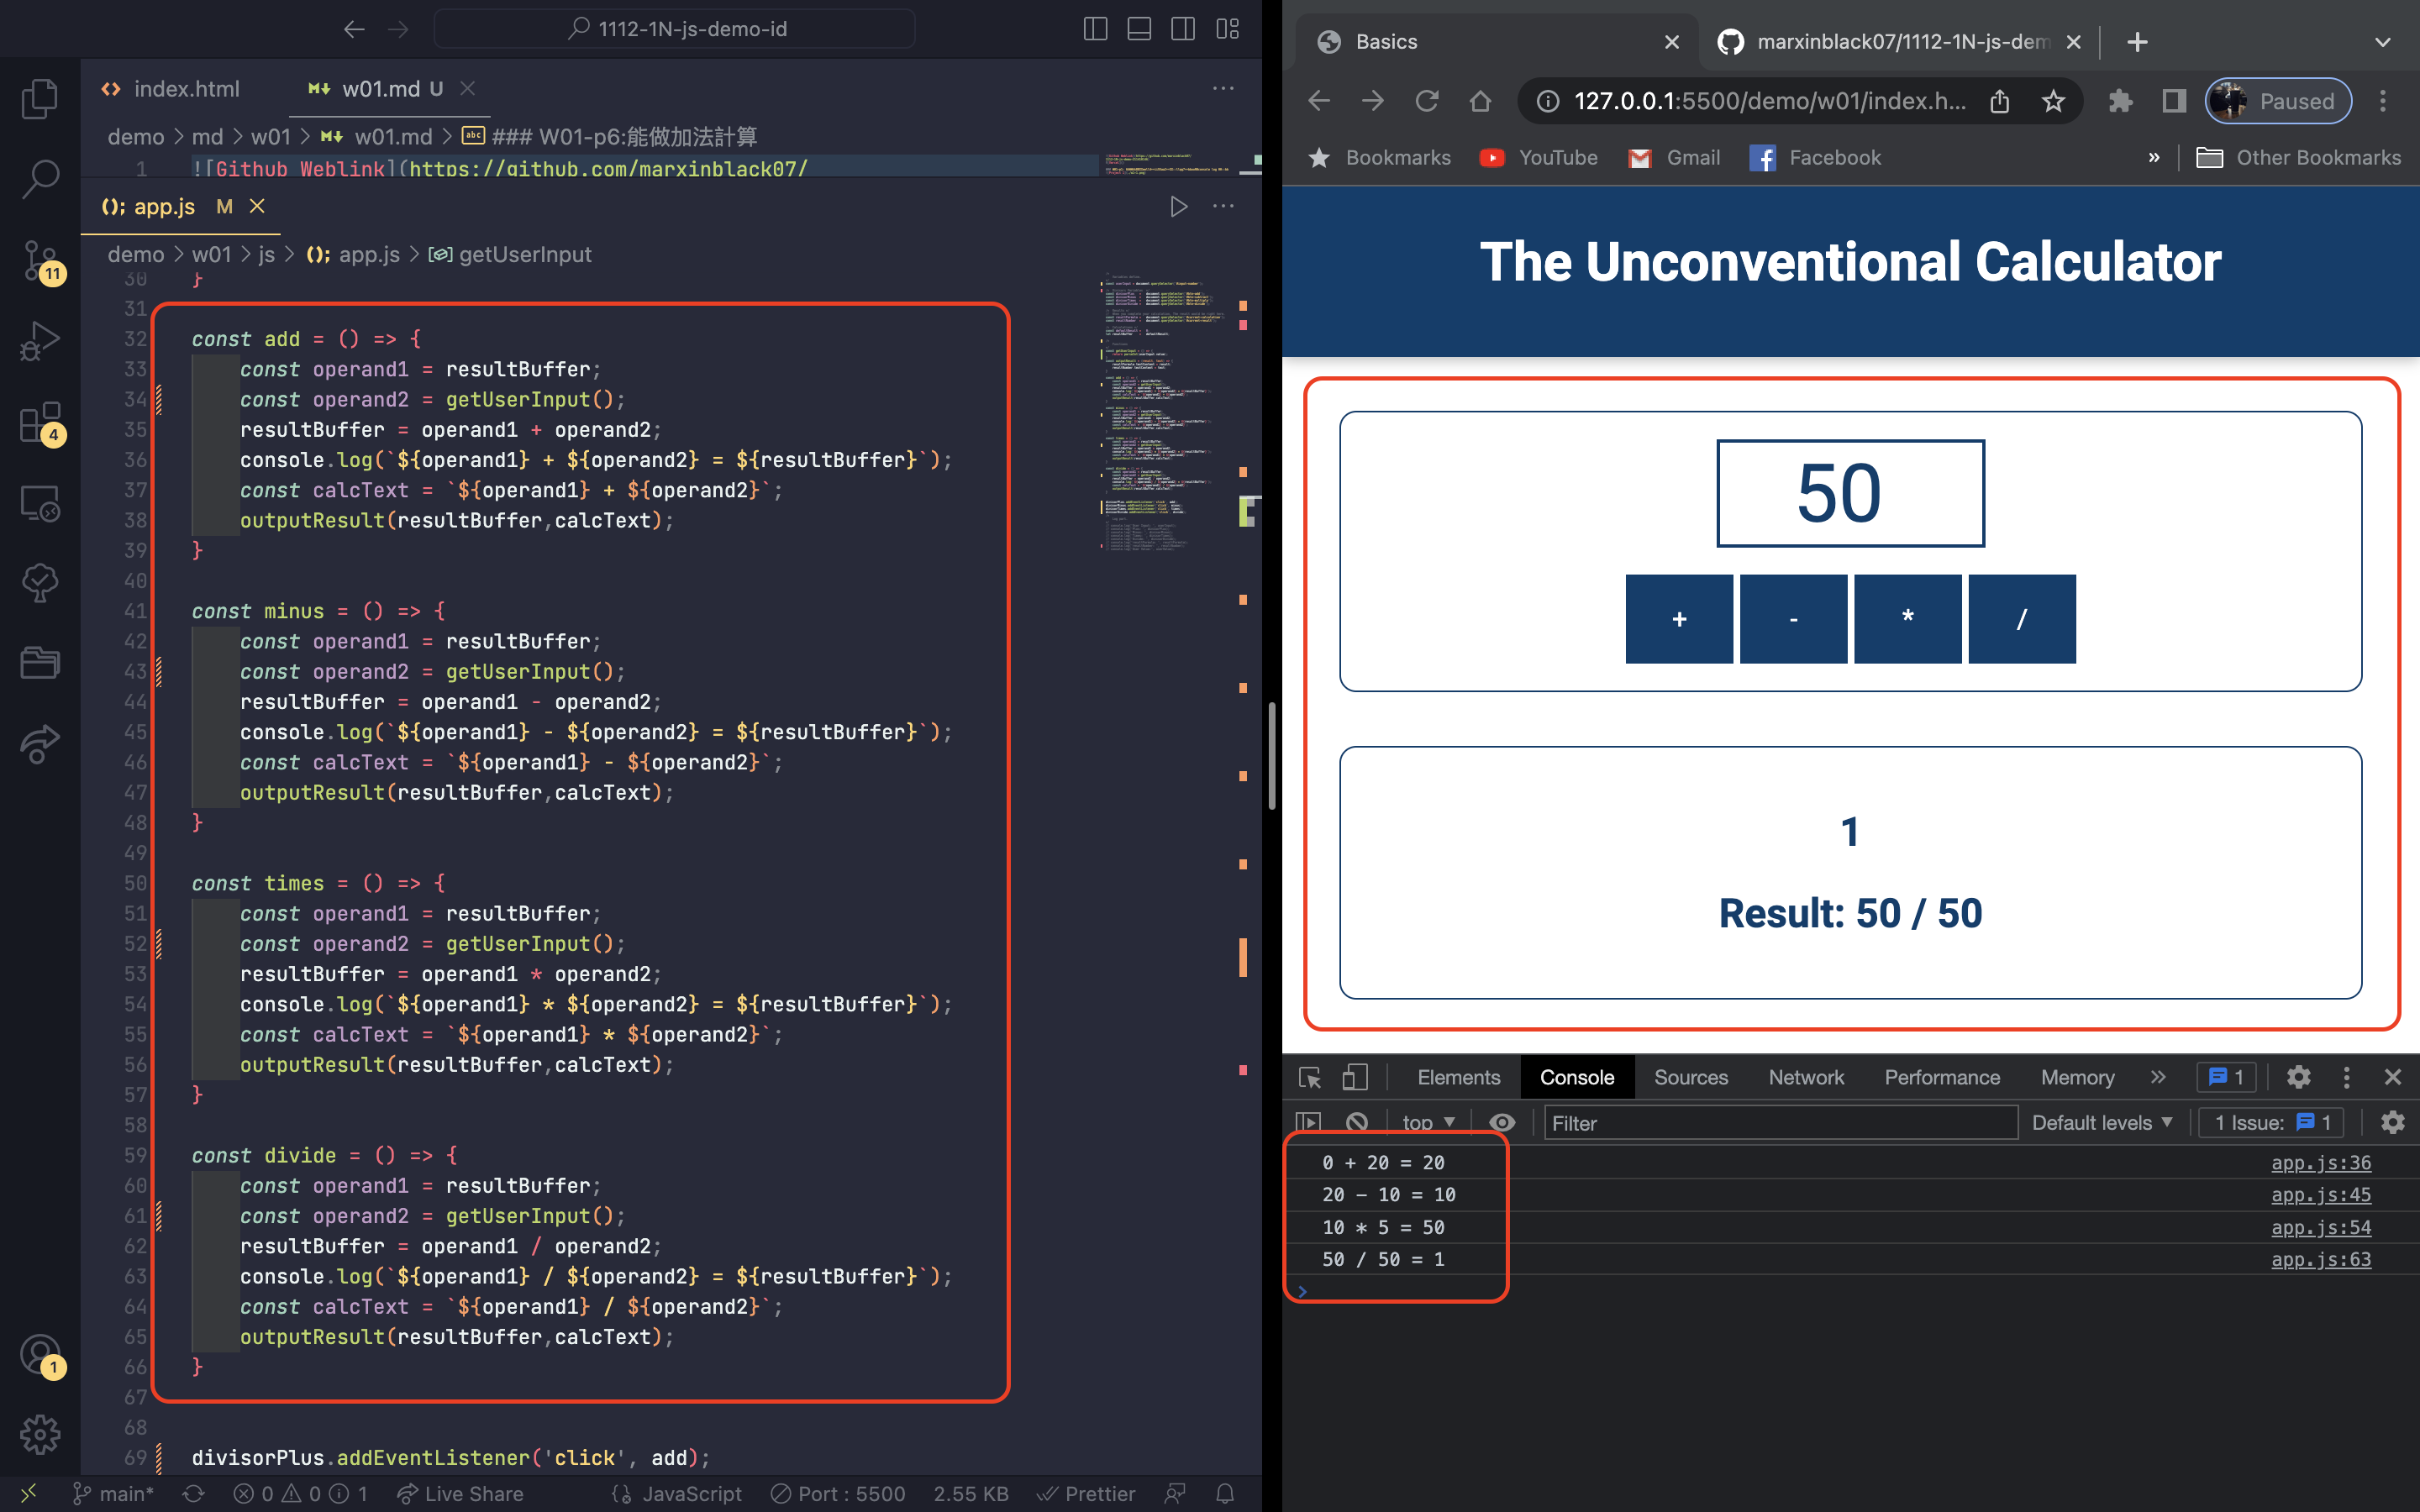 1112-1N-js-demo-id
index.html
w01.md U
demo > md > w01 > w01.md > ### W01-p6:能做加法計算
1 ![Github Weblink](https://github.com/marxinblack07/
app.js M
demo > w01 > js > app.js > getUserInput
30 }
31
32 const add = () => {
33 const operand1 = resultBuffer;
34 const operand2 = getUserInput();
35 resultBuffer = operand1 + operand2;
36 console.log(`${operand1} + ${operand2} = ${resultBuffer}`);
37 const calcText = `${operand1} + ${operand2}`;
38 outputResult(resultBuffer,calcText);
39 }
40
41 const minus = () => {
42 const operand1 = resultBuffer;
43 const operand2 = getUserInput();
44 resultBuffer = operand1 - operand2;
45 console.log(`${operand1} - ${operand2} = ${resultBuffer}`);
46 const calcText = `${operand1} - ${operand2}`;
47 outputResult(resultBuffer,calcText);
48 }
49
50 const times = () => {
51 const operand1 = resultBuffer;
52 const operand2 = getUserInput();
53 resultBuffer = operand1 * operand2;
54 console.log(`${operand1} * ${operand2} = ${resultBuffer}`);
55 const calcText = `${operand1} * ${operand2}`;
56 outputResult(resultBuffer,calcText);
57 }
58
59 const divide = () => {
60 const operand1 = resultBuffer;
61 const operand2 = getUserInput();
62 resultBuffer = operand1 / operand2;
63 console.log(`${operand1} / ${operand2} = ${resultBuffer}`);
64 const calcText = `${operand1} / ${operand2}`;
65 outputResult(resultBuffer,calcText);
66 }
67
68
69 divisorPlus.addEventListener('click', add);
11
4
1
main* 0 0 1 Live Share JavaScript Port : 5500 2.55 KB Prettier
Basics
marxinblack07/1112-1N-js-dem
127.0.0.1:5500/demo/w01/index.h... Paused
Bookmarks YouTube Gmail Facebook » Other Bookmarks
The Unconventional Calculator
50
+ - * /
1
Result: 50 / 50
Elements Console Sources Network Performance Memory » 1
top Filter Default levels 1 Issue: 1
0 + 20 = 20 app.js:36
20 - 10 = 10 app.js:45
10 * 5 = 50 app.js:54
50 / 50 = 1 app.js:63